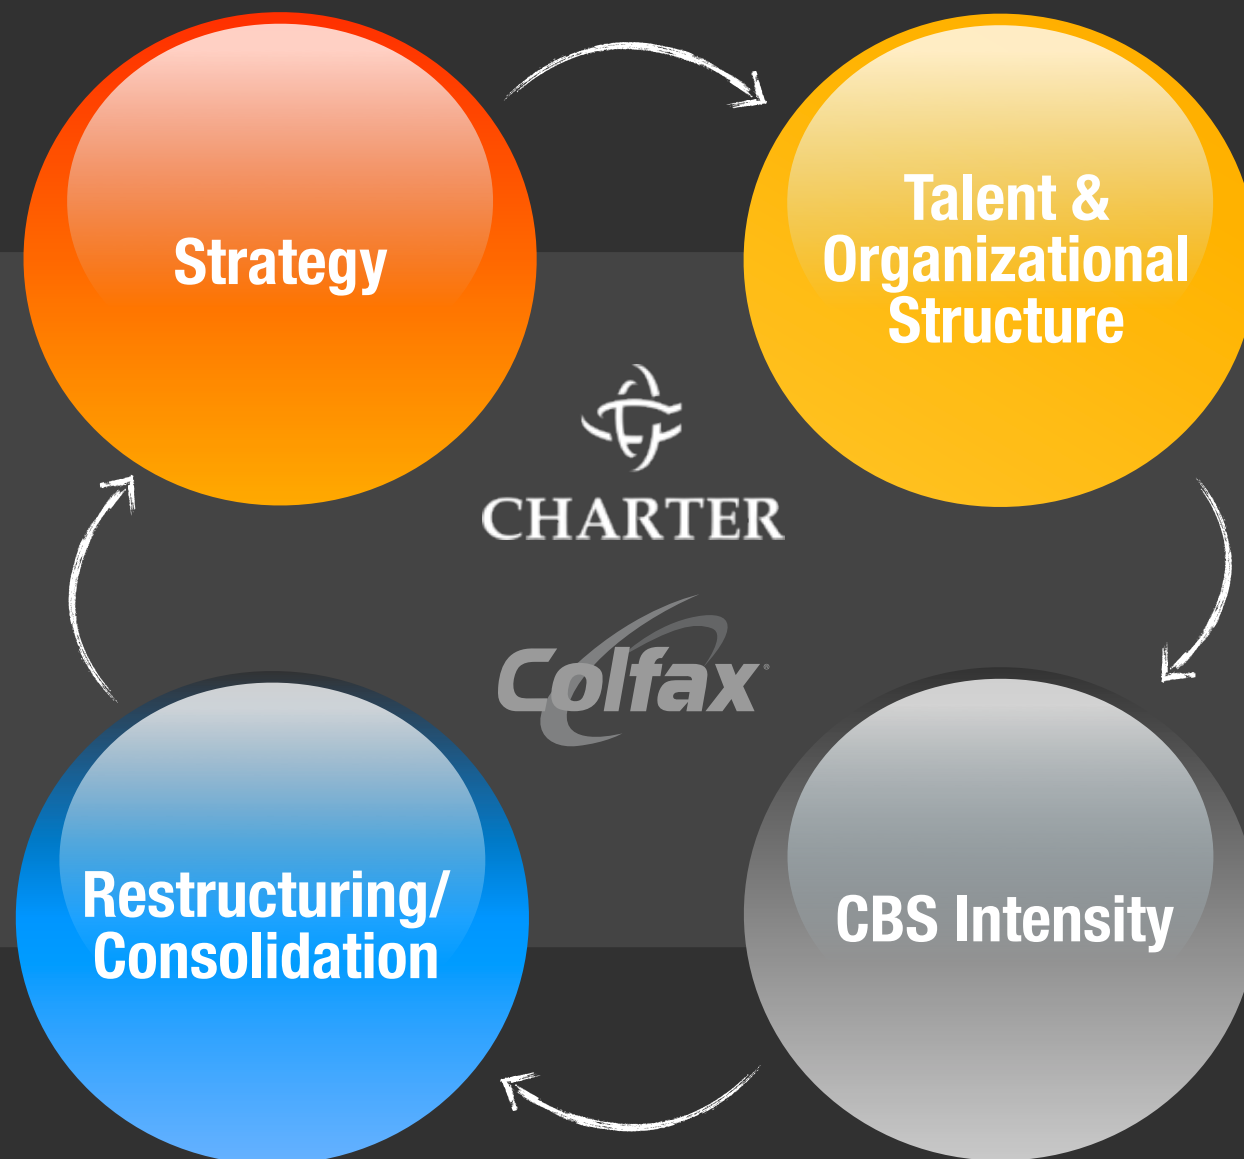 Strategy
Talent &
Organizational
Structure
CHARTER
Colfax
Restructuring/
Consolidation
CBS Intensity